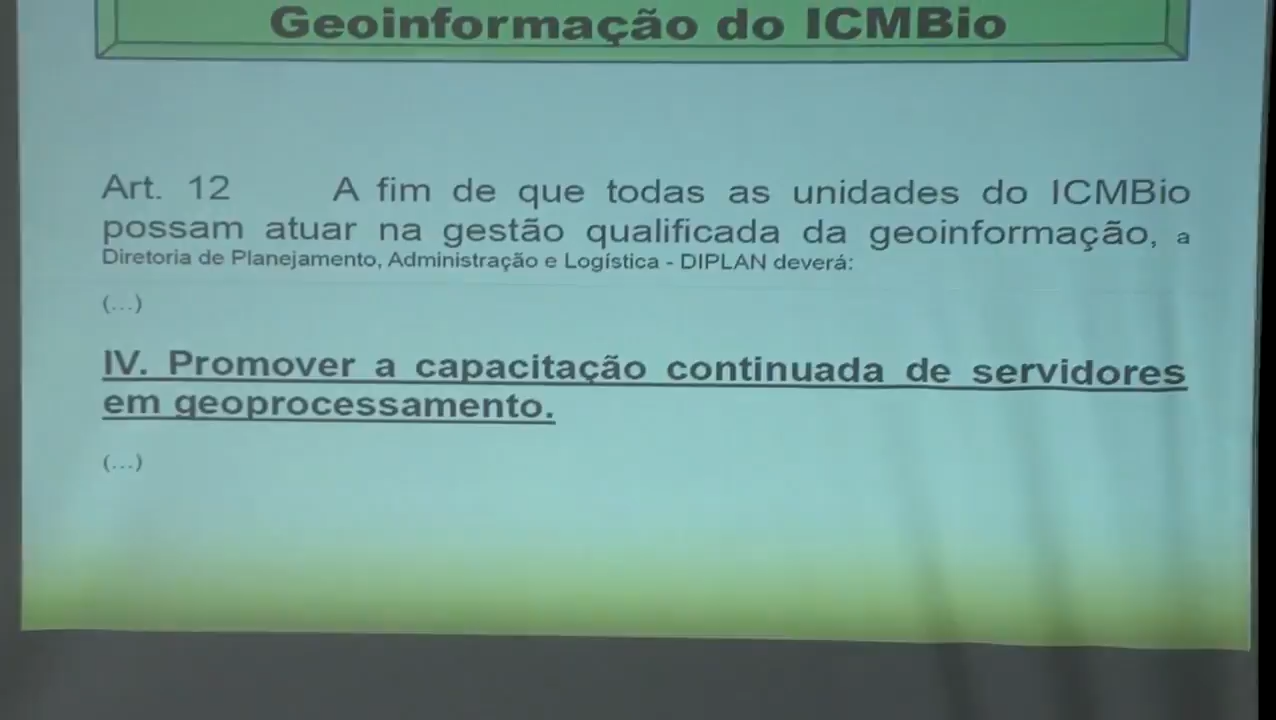 Geoinformação do ICMBio
Art. 12 A fim de que todas as unidades do ICMBio
possam atuar na gestão qualificada da geoinformação, a
Diretoria de Planejamento, Administração e Logística - DIPLAN deverá:
(...)
IV. Promover a capacitação continuada de servidores
em geoprocessamento.
(...)